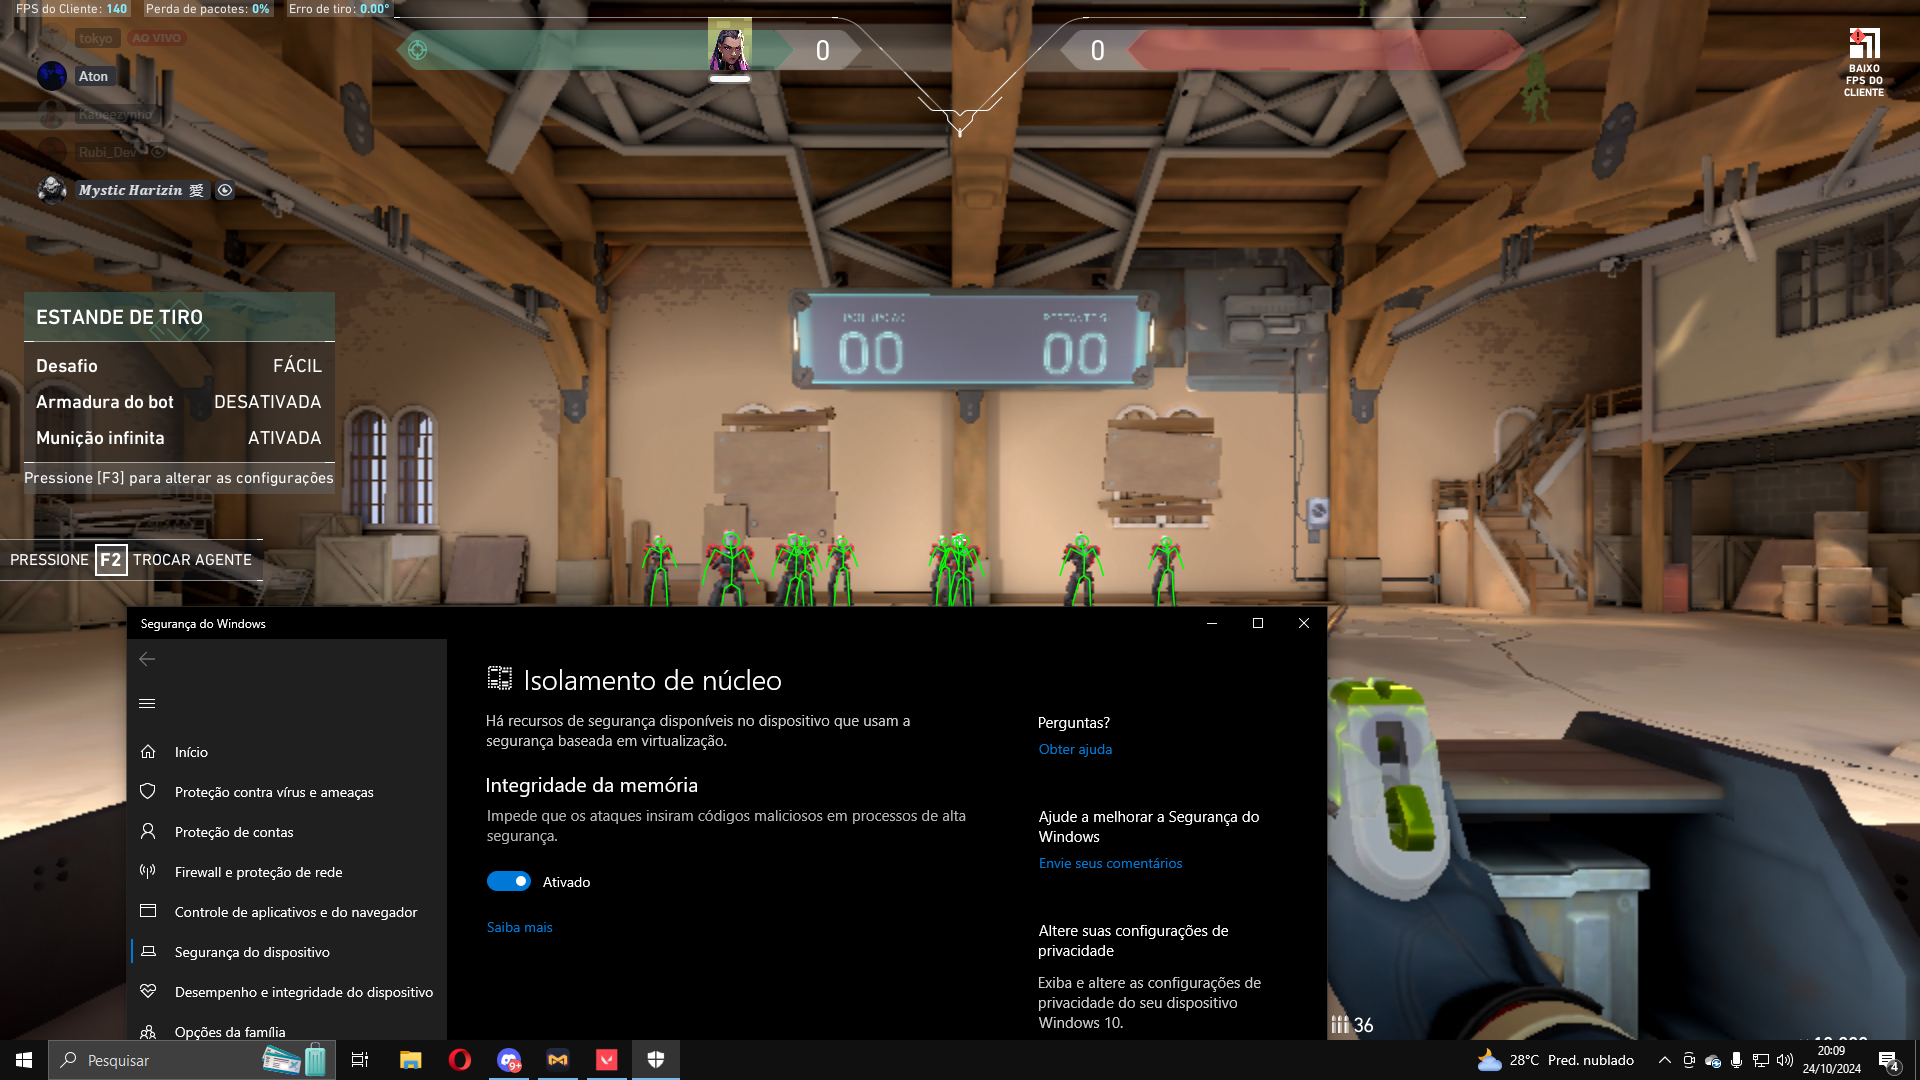 FPS do Cliente: 140 Perda de pacotes: 0% Erro de tiro: 0.00°
tokyo AO VIVO
Aton
Kaueezynho
Rubi_Dev
Mystic Harizin 愛
0
0
BAIXO
FPS DO
CLIENTE
ESTANDE DE TIRO
Desafio FÁCIL
Armadura do bot DESATIVADA
Munição infinita ATIVADA
Pressione [F3] para alterar as configurações
00
00
PRESSIONE F2 TROCAR AGENTE
Segurança do Windows
Início
Proteção contra vírus e ameaças
Proteção de contas
Firewall e proteção de rede
Controle de aplicativos e do navegador
Segurança do dispositivo
Desempenho e integridade do dispositivo
Opções da família
Isolamento de núcleo
Há recursos de segurança disponíveis no dispositivo que usam a
segurança baseada em virtualização.
Integridade da memória
Impede que os ataques insiram códigos maliciosos em processos de alta
segurança.
Ativado
Saiba mais
Perguntas?
Obter ajuda
Ajude a melhorar a Segurança do
Windows
Envie seus comentários
Altere suas configurações de
privacidade
Exiba e altere as configurações de
privacidade do seu dispositivo
Windows 10.
36
Pesquisar
9+
28°C Pred. nublado
20:09
24/10/2024
4